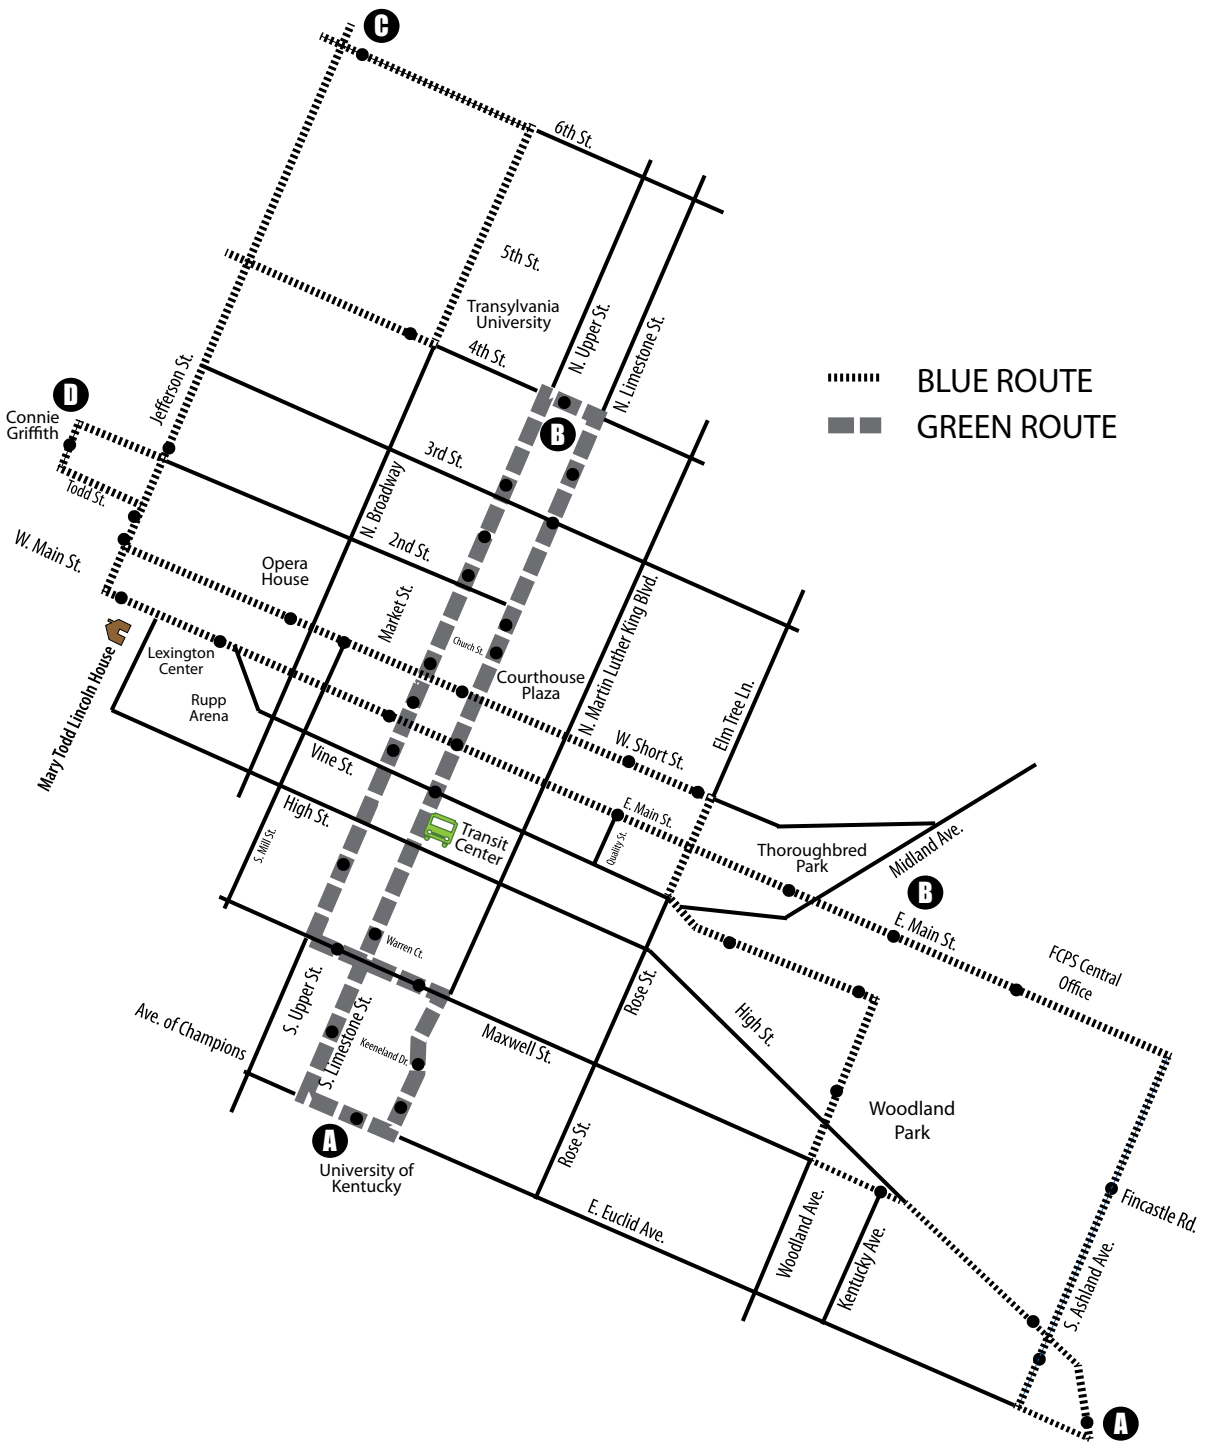 C
6th St.
5th St.
Transylvania
University
N. Upper St.
N. Limestone St.
4th St.
Jefferson St.
BLUE ROUTE
GREEN ROUTE
D
Connie
Griffith
B
3rd St.
N. Broadway
Todd St.
W. Main St.
2nd St.
Opera
House
Market St.
Church St.
N. Martin Luther King Blvd.
Lexington
Center
Courthouse
Plaza
Elm Tree Ln.
Rupp
Arena
Mary Todd Lincoln House
W. Short St.
Vine St.
High St.
S. Mill St.
Transit
Center
E. Main St.
Quality St.
Thoroughbred
Park
Midland Ave.
B
E. Main St.
FCPS Central
Office
Warren Ct.
S. Upper St.
S. Limestone St.
Rose St.
High St.
Ave. of Champions
Keeneland Dr.
Maxwell St.
Woodland
Park
A
University of
Kentucky
Rose St.
E. Euclid Ave.
Woodland Ave.
Kentucky Ave.
Fincastle Rd.
S. Ashland Ave.
A